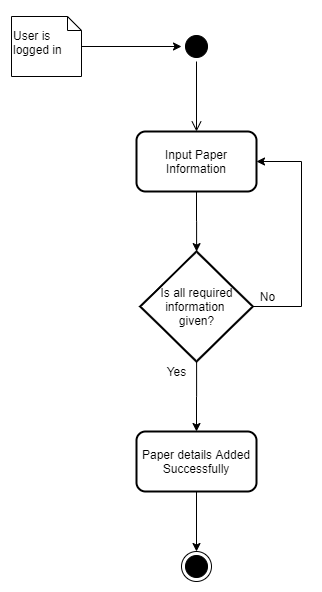 User is
logged in
Input Paper
Information
Is all required
information
given?
No
Yes
Paper details Added
Successfully